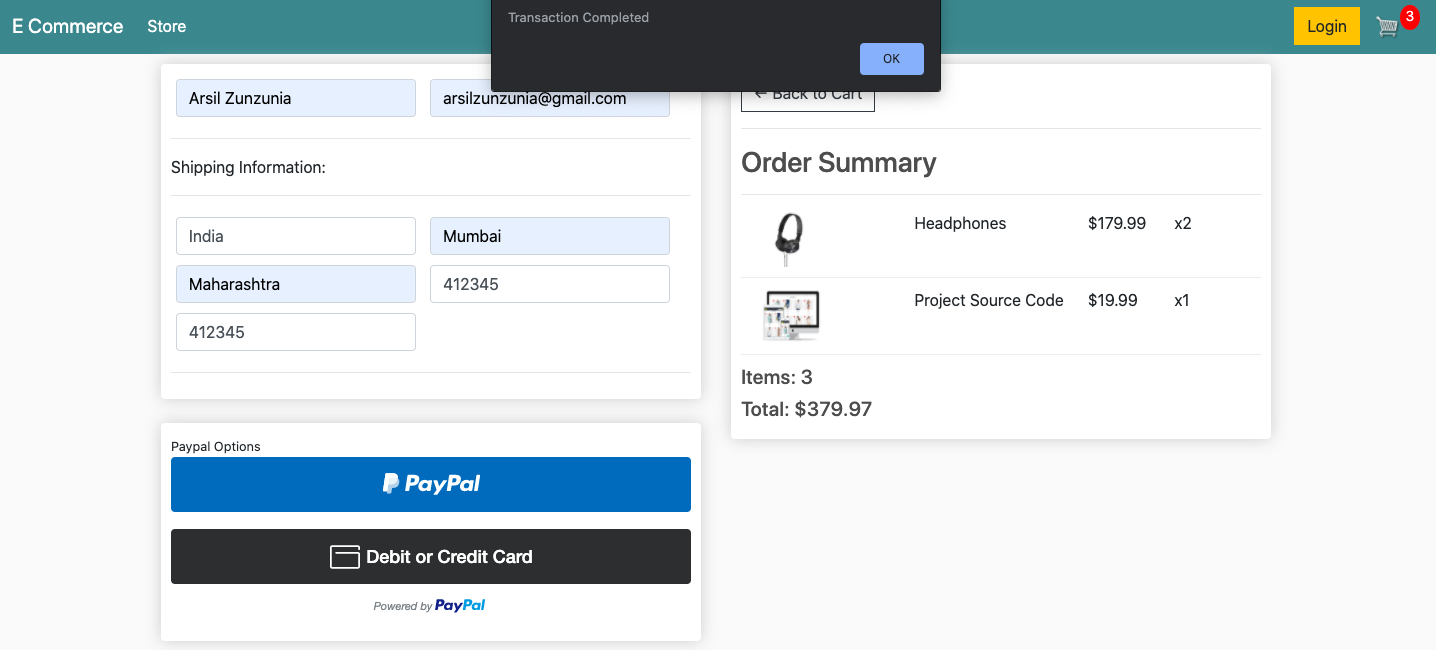 E Commerce Store Login 3
Transaction Completed
OK
Arsil Zunzunia arsilzunzunia@gmail.com
Shipping Information:
India Mumbai
Maharashtra 412345
412345
Paypal Options
PayPal
Debit or Credit Card
Powered by PayPal
← Back to Cart
Order Summary
Headphones $179.99 x2
Project Source Code $19.99 x1
Items: 3
Total: $379.97